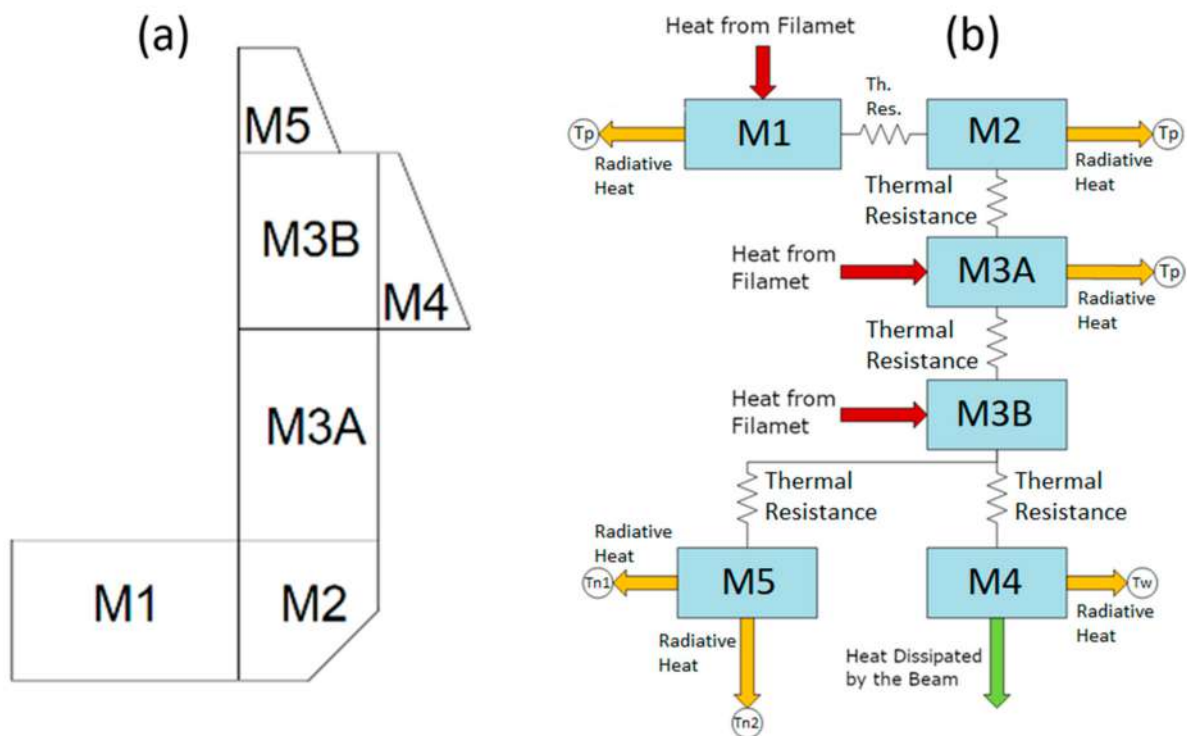 (a)
M5
M3B
M4
M3A
M1
M2
(b)
Heat from Filamet
Th.
Res.
Tp
Radiative
Heat
M1
M2
Tp
Radiative
Heat
Thermal
Resistance
Heat from
Filamet
M3A
Tp
Radiative
Heat
Thermal
Resistance
Heat from
Filamet
M3B
Thermal
Resistance
Thermal
Resistance
Radiative
Heat
Tn1
M5
Radiative
Heat
Tn2
M4
Tw
Radiative
Heat
Heat Dissipated
by the Beam